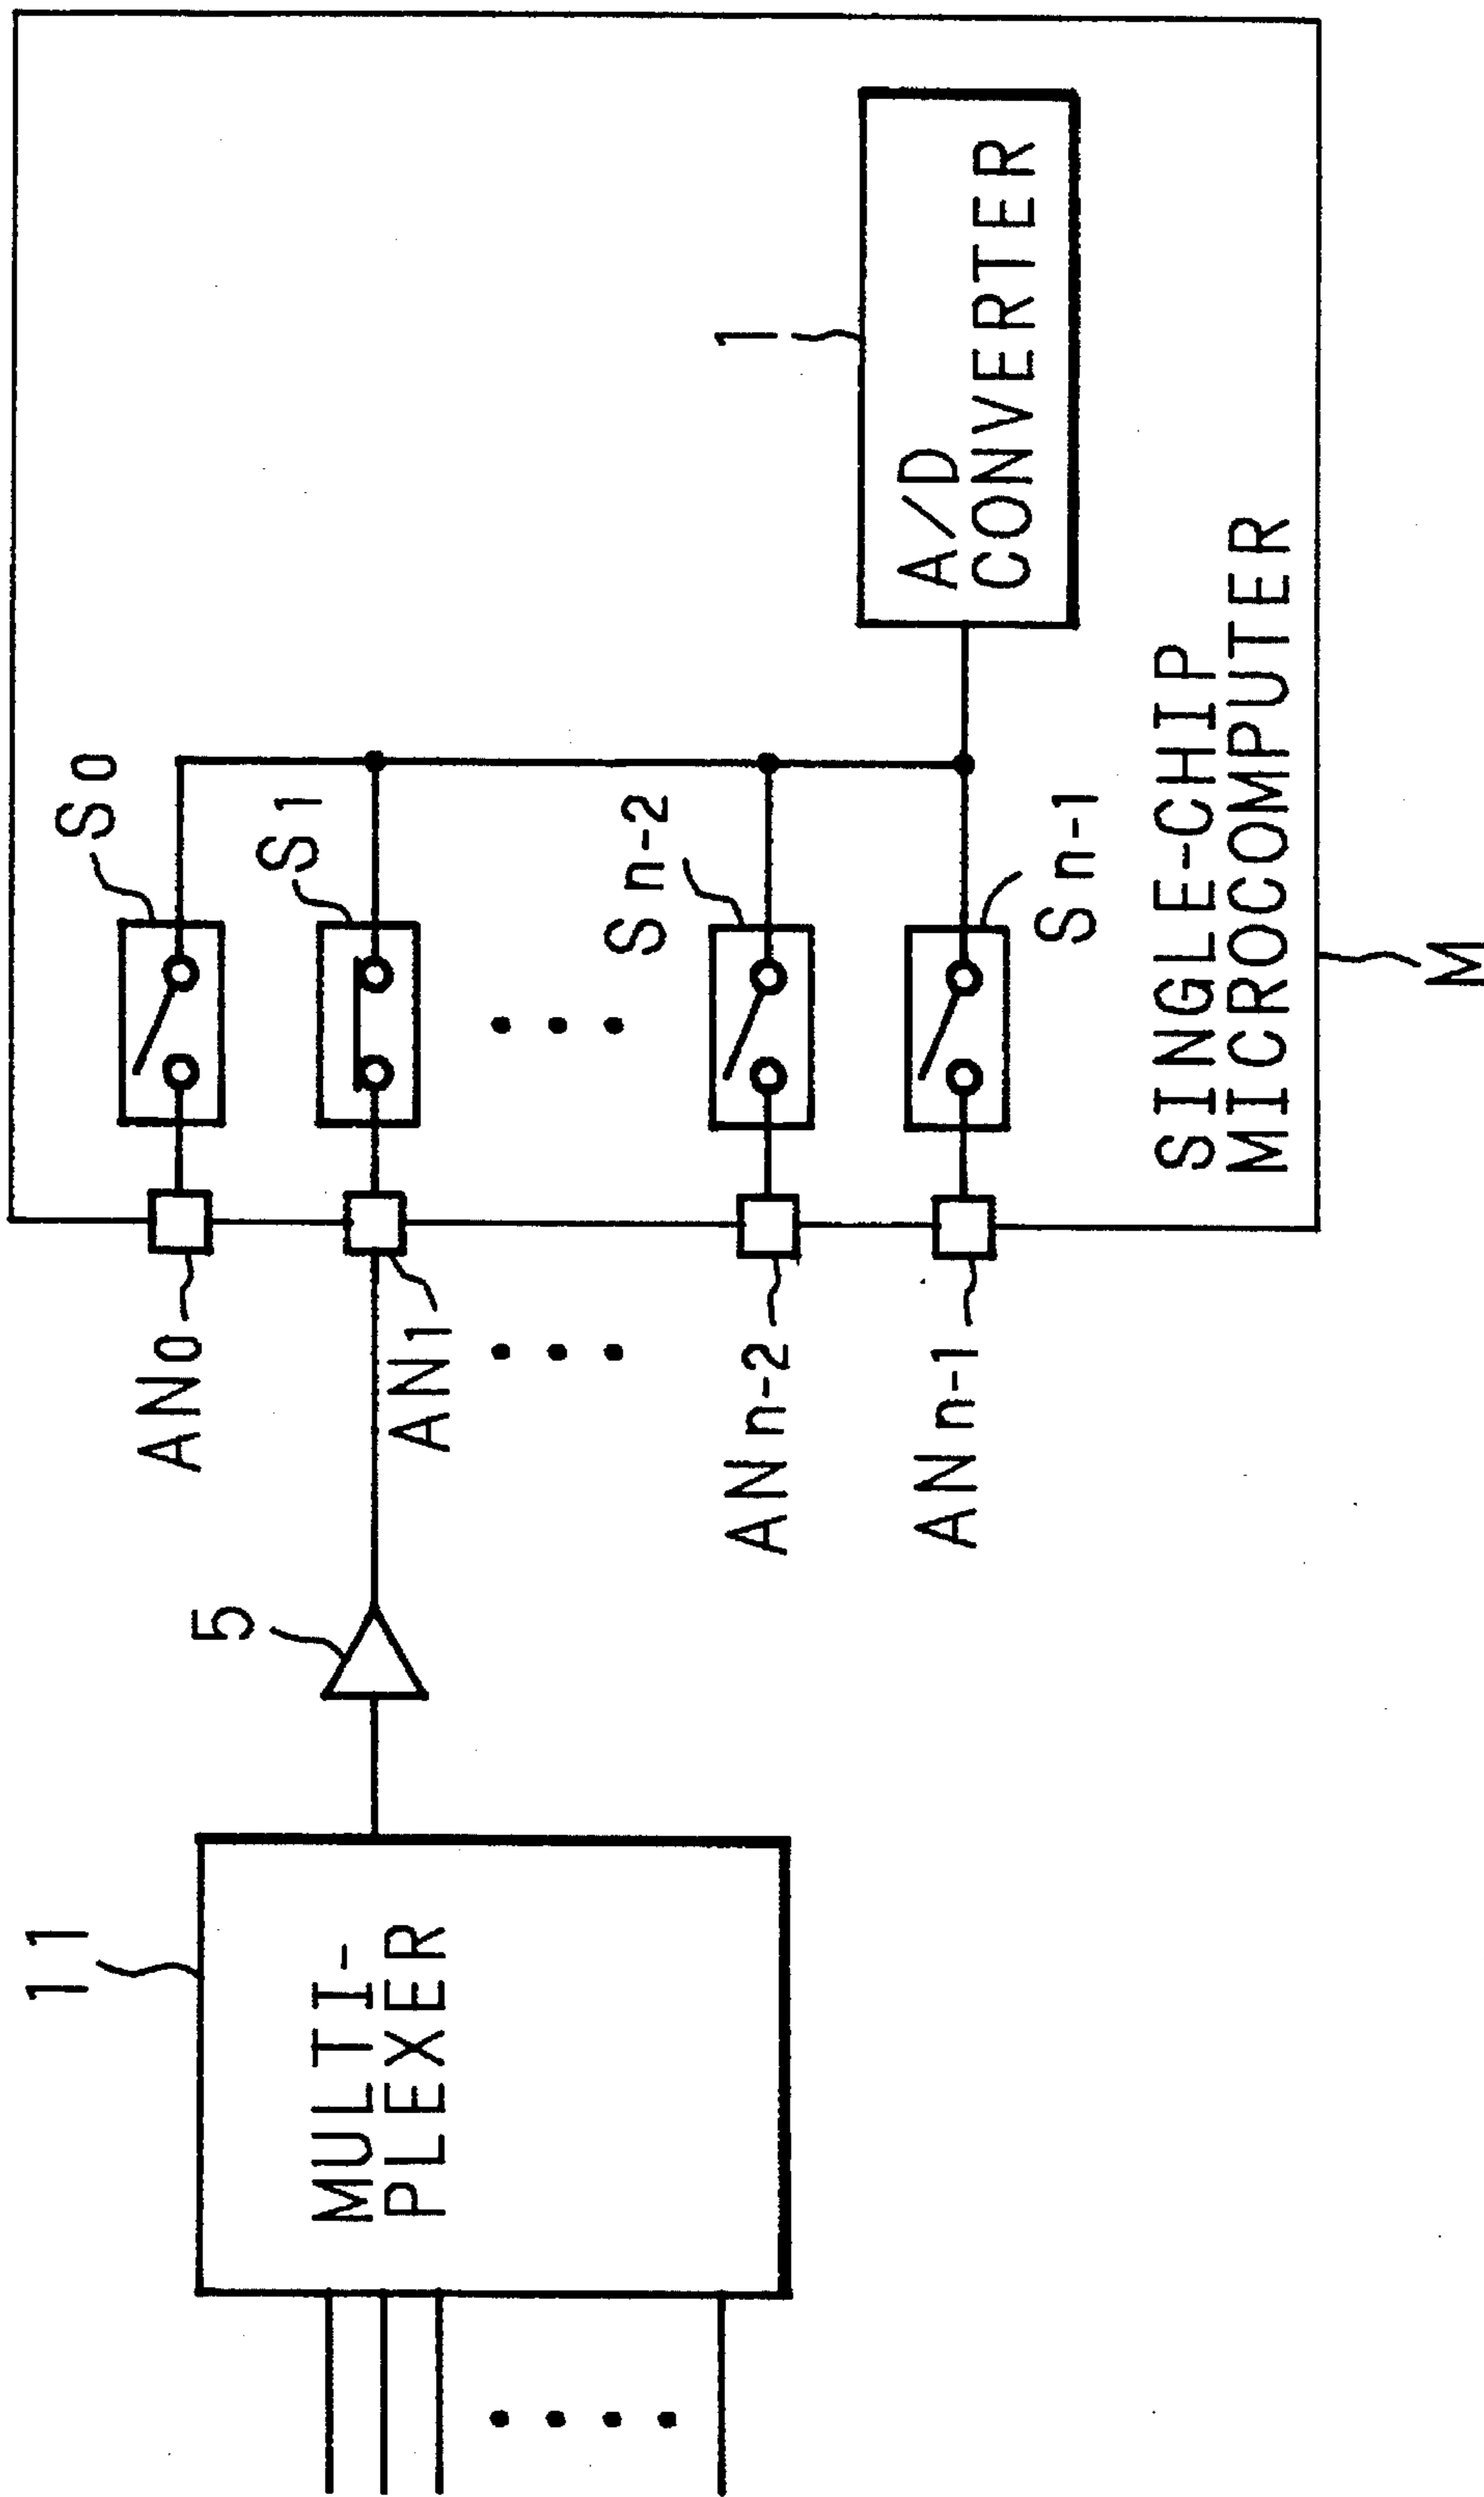 11
MULTI-
PLEXER
5
AN0
AN1
ANn-2
ANn-1
S0
S1
Sn-2
Sn-1
1
A/D
CONVERTER
SINGLE-CHIP
MICROCOMPUTER
M